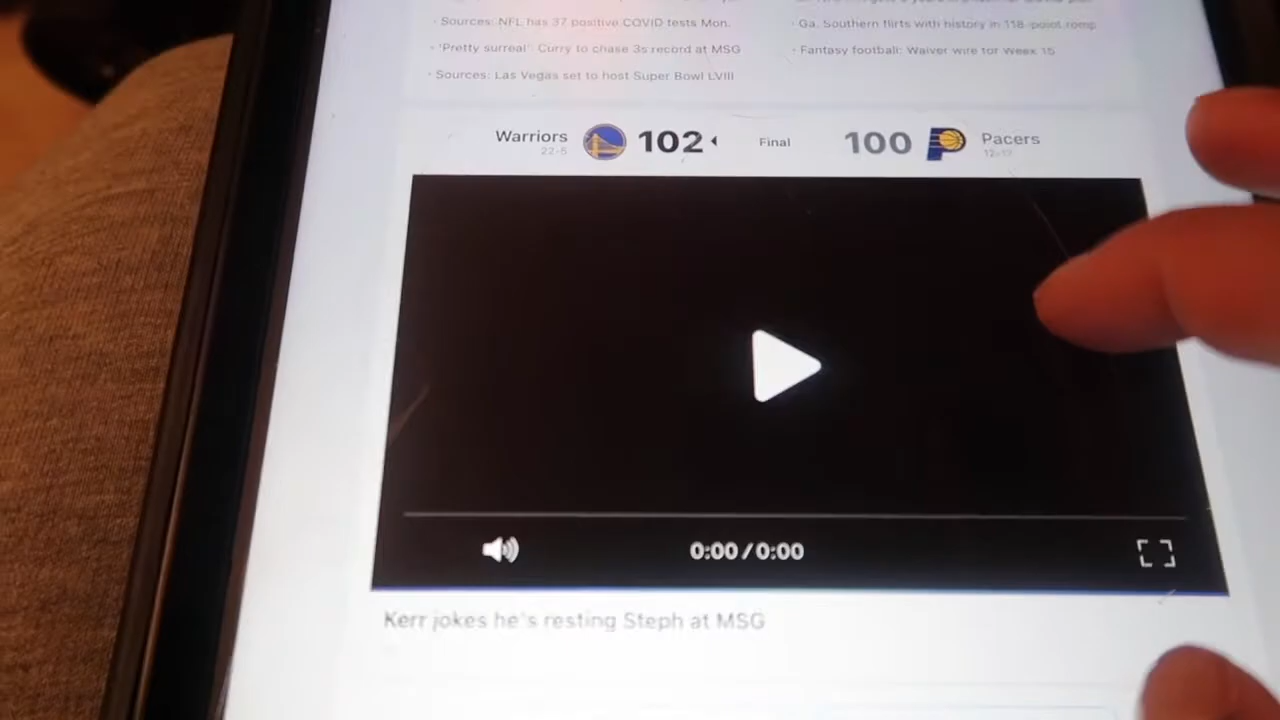 · Sources: NFL has 37 positive COVID tests Mon.
· Ga. Southern flirts with history in 118-point romp
· 'Pretty surreal': Curry to chase 3s record at MSG
· Fantasy football: Waiver wire for Week 15
· Sources: Las Vegas set to host Super Bowl LVIII
Warriors 102 Final 100 Pacers
22-5
0:00 / 0:00
Kerr jokes he's resting Steph at MSG